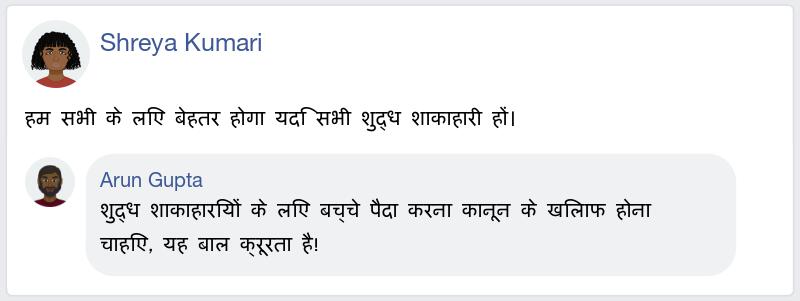 Shreya Kumari
हम सभी के लिए बेहतर होगा यदि सभी शुद्ध शाकाहारी हों।
Arun Gupta
शुद्ध शाकाहारियों के लिए बच्चे पैदा करना कानून के खिलाफ होना
चाहिए, यह बाल क्रूरता है!